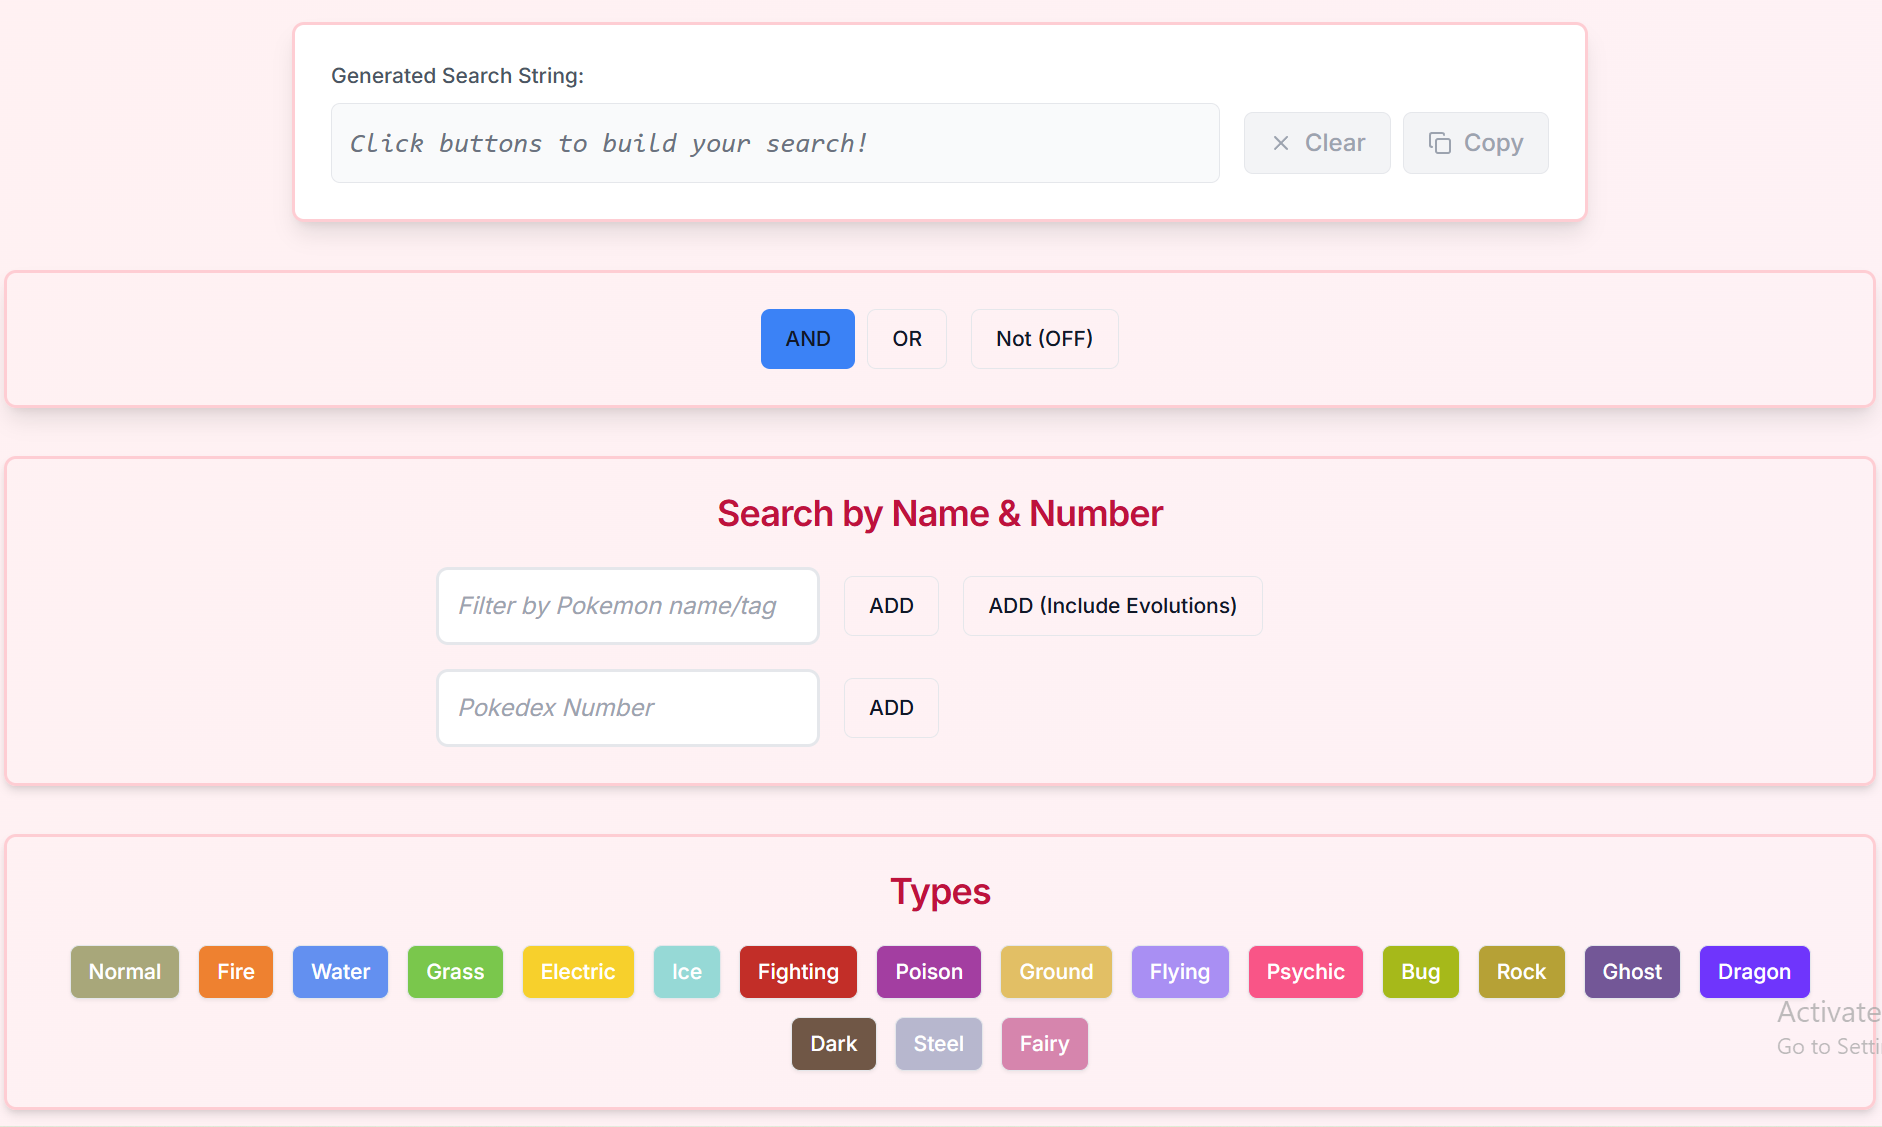 Generated Search String:
Click buttons to build your search!
Clear
Copy
AND
OR
Not (OFF)
Search by Name & Number
Filter by Pokemon name/tag
ADD
ADD (Include Evolutions)
Pokedex Number
ADD
Types
Normal
Fire
Water
Grass
Electric
Ice
Fighting
Poison
Ground
Flying
Psychic
Bug
Rock
Ghost
Dragon
Dark
Steel
Fairy
Activate
Go to Setti